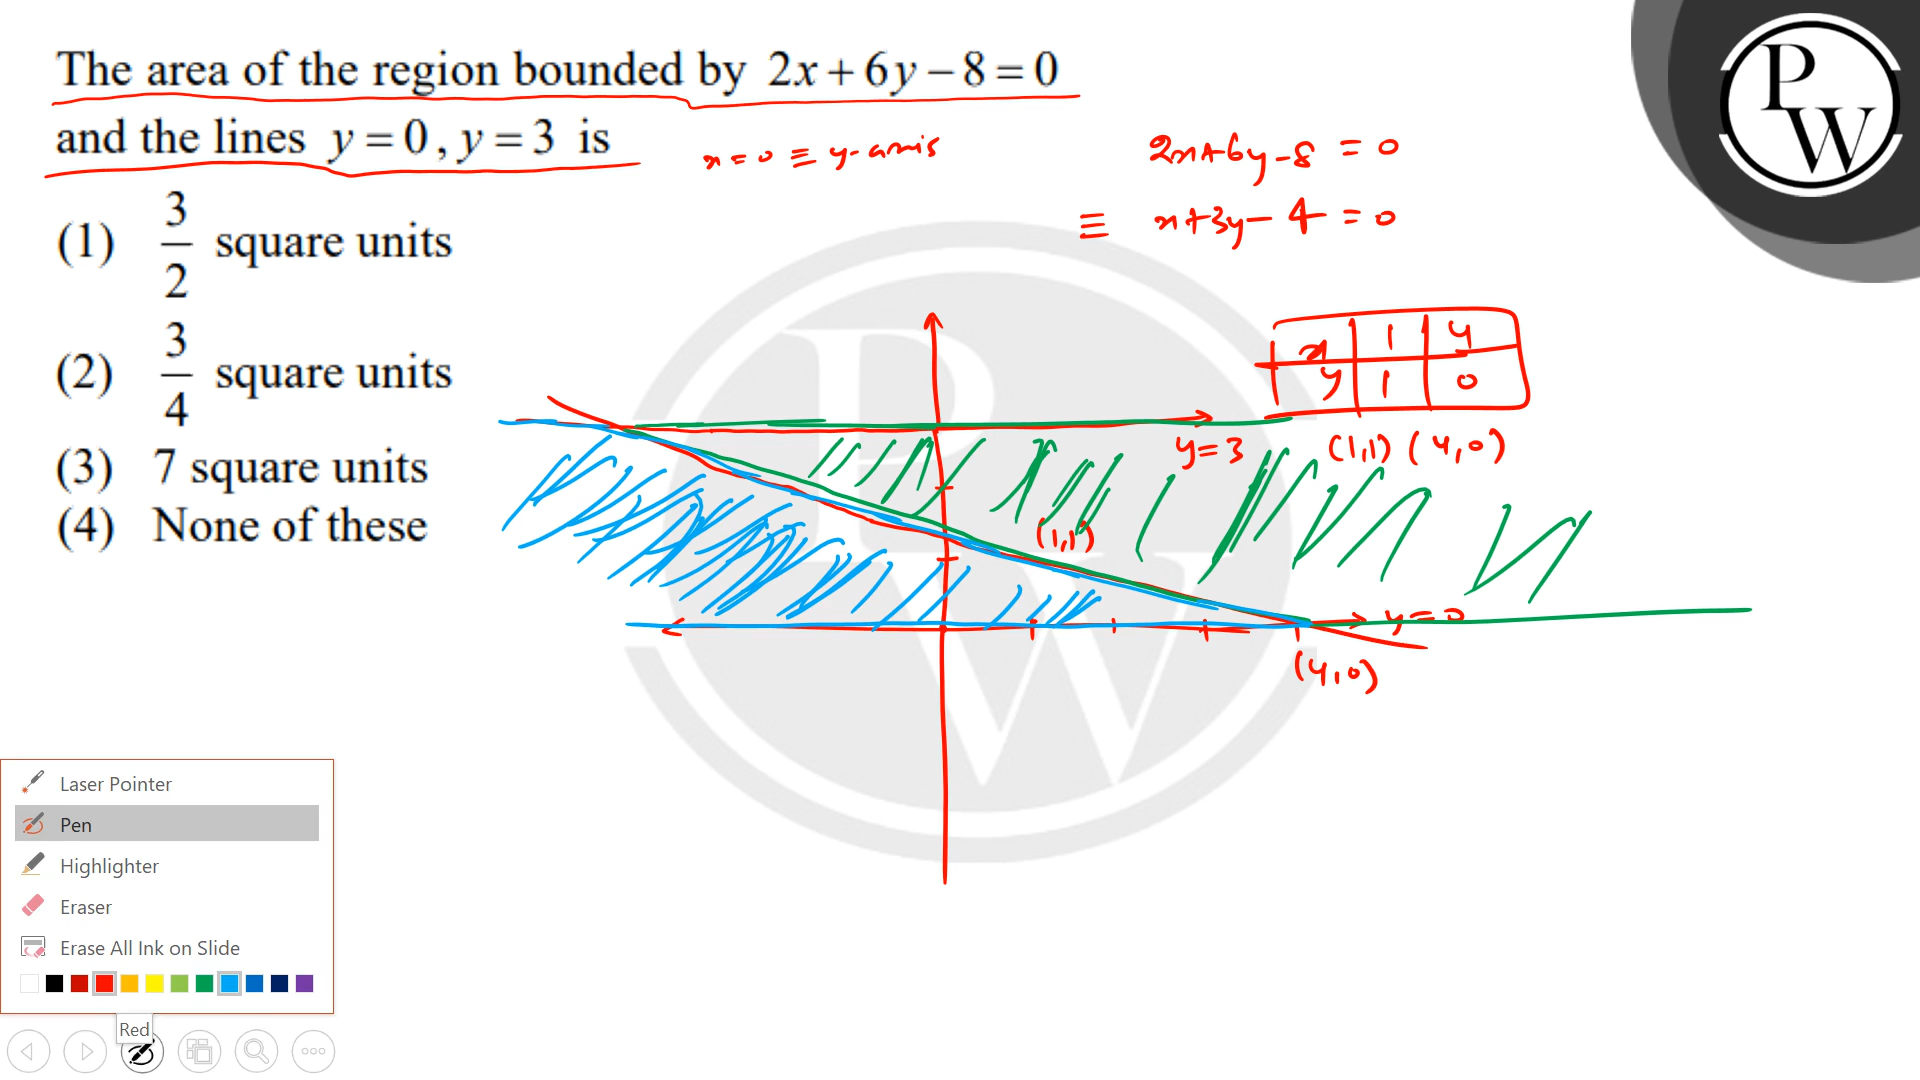 The area of the region bounded by 2x + 6y − 8 = 0
and the lines y = 0, y = 3 is
(1) 3/2 square units
(2) 3/4 square units
(3) 7 square units
(4) None of these
x = 0 ≡ y-axis
2x+6y-8 = 0
≡ x+3y-4 = 0
x 1 4
y 1 0
(1,1) (4,0)
y=3
(1,1)
y=0
(4,0)
P
W
P
W
Laser Pointer
Pen
Highlighter
Eraser
Erase All Ink on Slide
Red